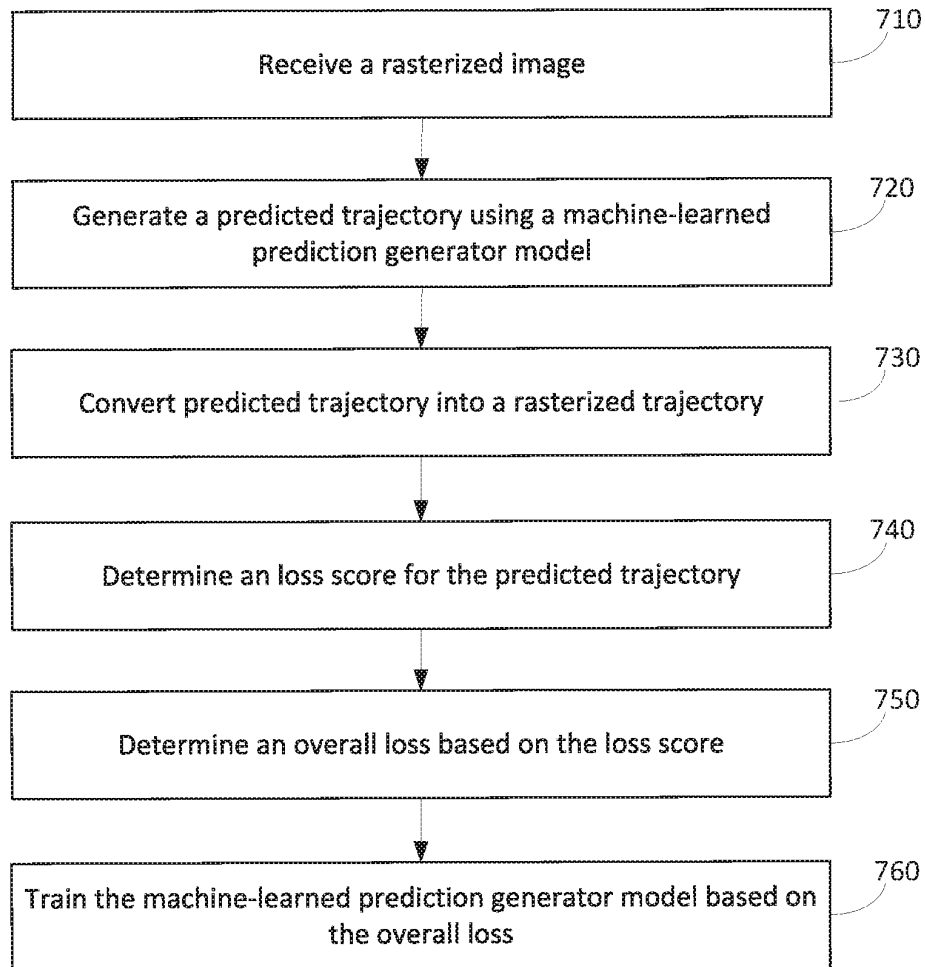 710
Receive a rasterized image
720
Generate a predicted trajectory using a machine-learned
prediction generator model
730
Convert predicted trajectory into a rasterized trajectory
740
Determine an loss score for the predicted trajectory
750
Determine an overall loss based on the loss score
760
Train the machine-learned prediction generator model based on
the overall loss